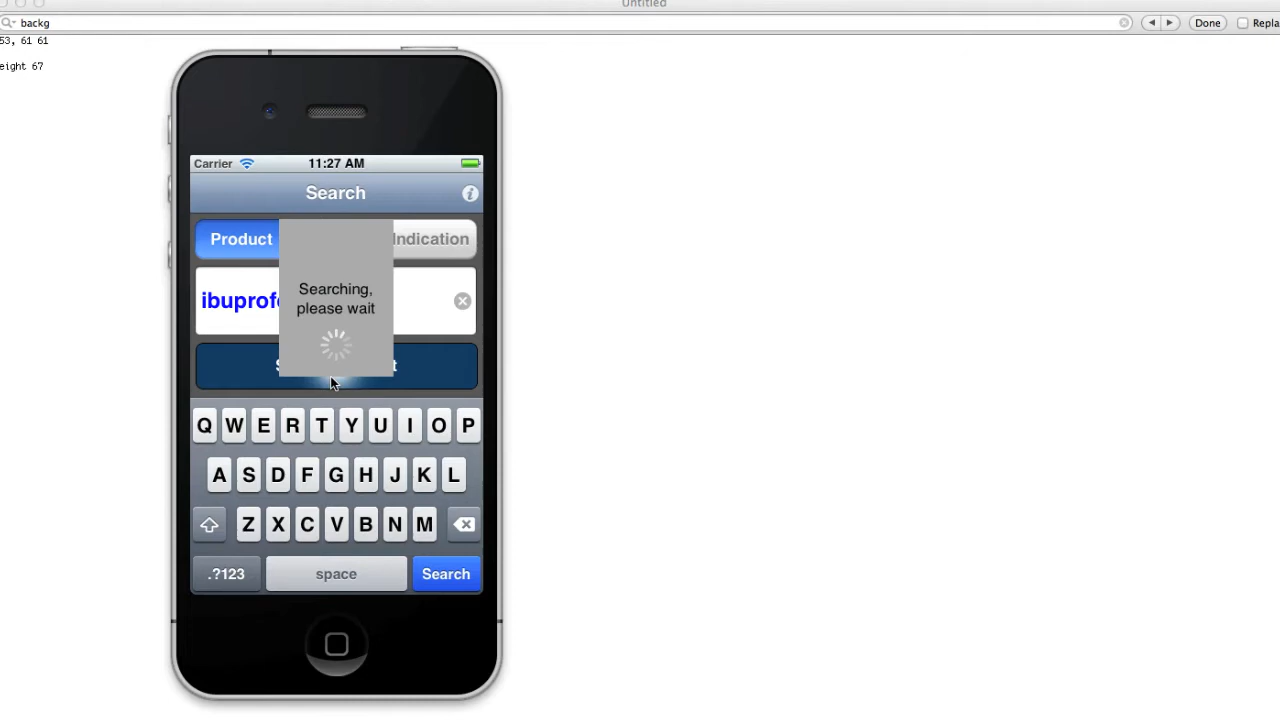 Untitled
backg
Done
Repla
53, 61 61
eight 67
Carrier
11:27 AM
Search
Product
Indication
ibuprof
Searching,
please wait
Q W E R T Y U I O P
A S D F G H J K L
Z X C V B N M
.?123
space
Search